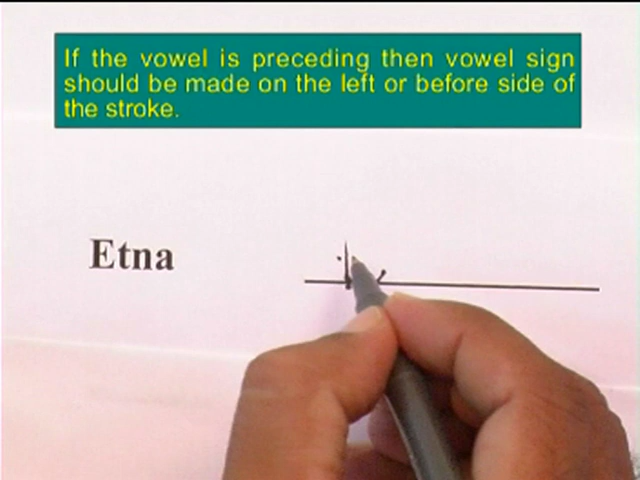 If the vowel is preceding then vowel sign
should be made on the left or before side of
the stroke.
Etna